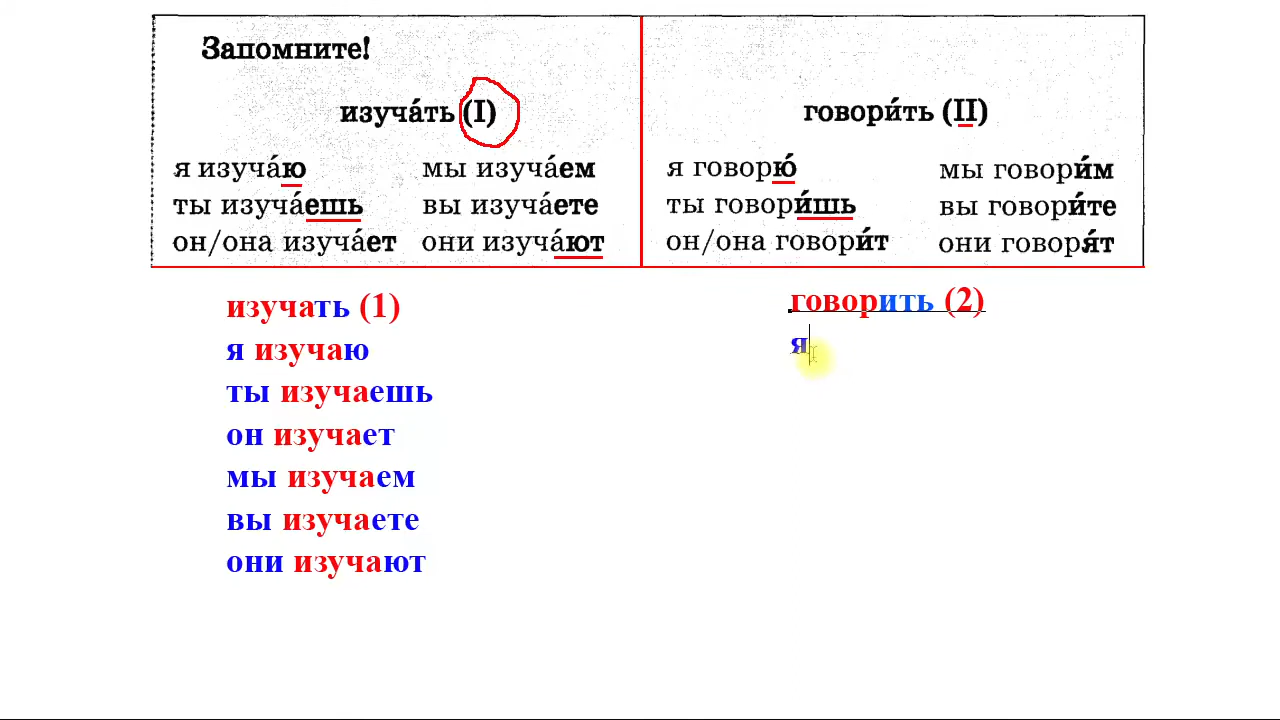 Запомните!
изуча́ть (I)
я изуча́ю мы изуча́ем
ты изуча́ешь вы изуча́ете
он/она изуча́ет они изуча́ют
говори́ть (II)
я говорю́ мы говори́м
ты говори́шь вы говори́те
он/она говори́т они говоря́т
изучать (1)
я изучаю
ты изучаешь
он изучает
мы изучаем
вы изучаете
они изучают
говорить (2)
я